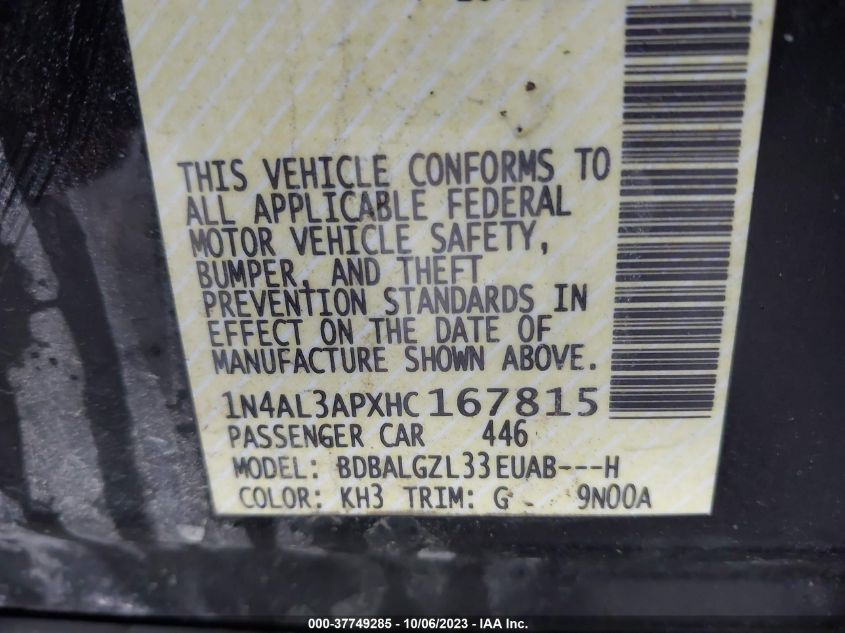 THIS VEHICLE CONFORMS TO
ALL APPLICABLE FEDERAL
MOTOR VEHICLE SAFETY,
BUMPER, AND THEFT
PREVENTION STANDARDS IN
EFFECT ON THE DATE OF
MANUFACTURE SHOWN ABOVE.
1N4AL3APXHC167815
PASSENGER CAR 446
MODEL: BDBALGZL33EUAB---H
COLOR: KH3 TRIM: G 9N00A
000-37749285 - 10/06/2023 - IAA Inc.